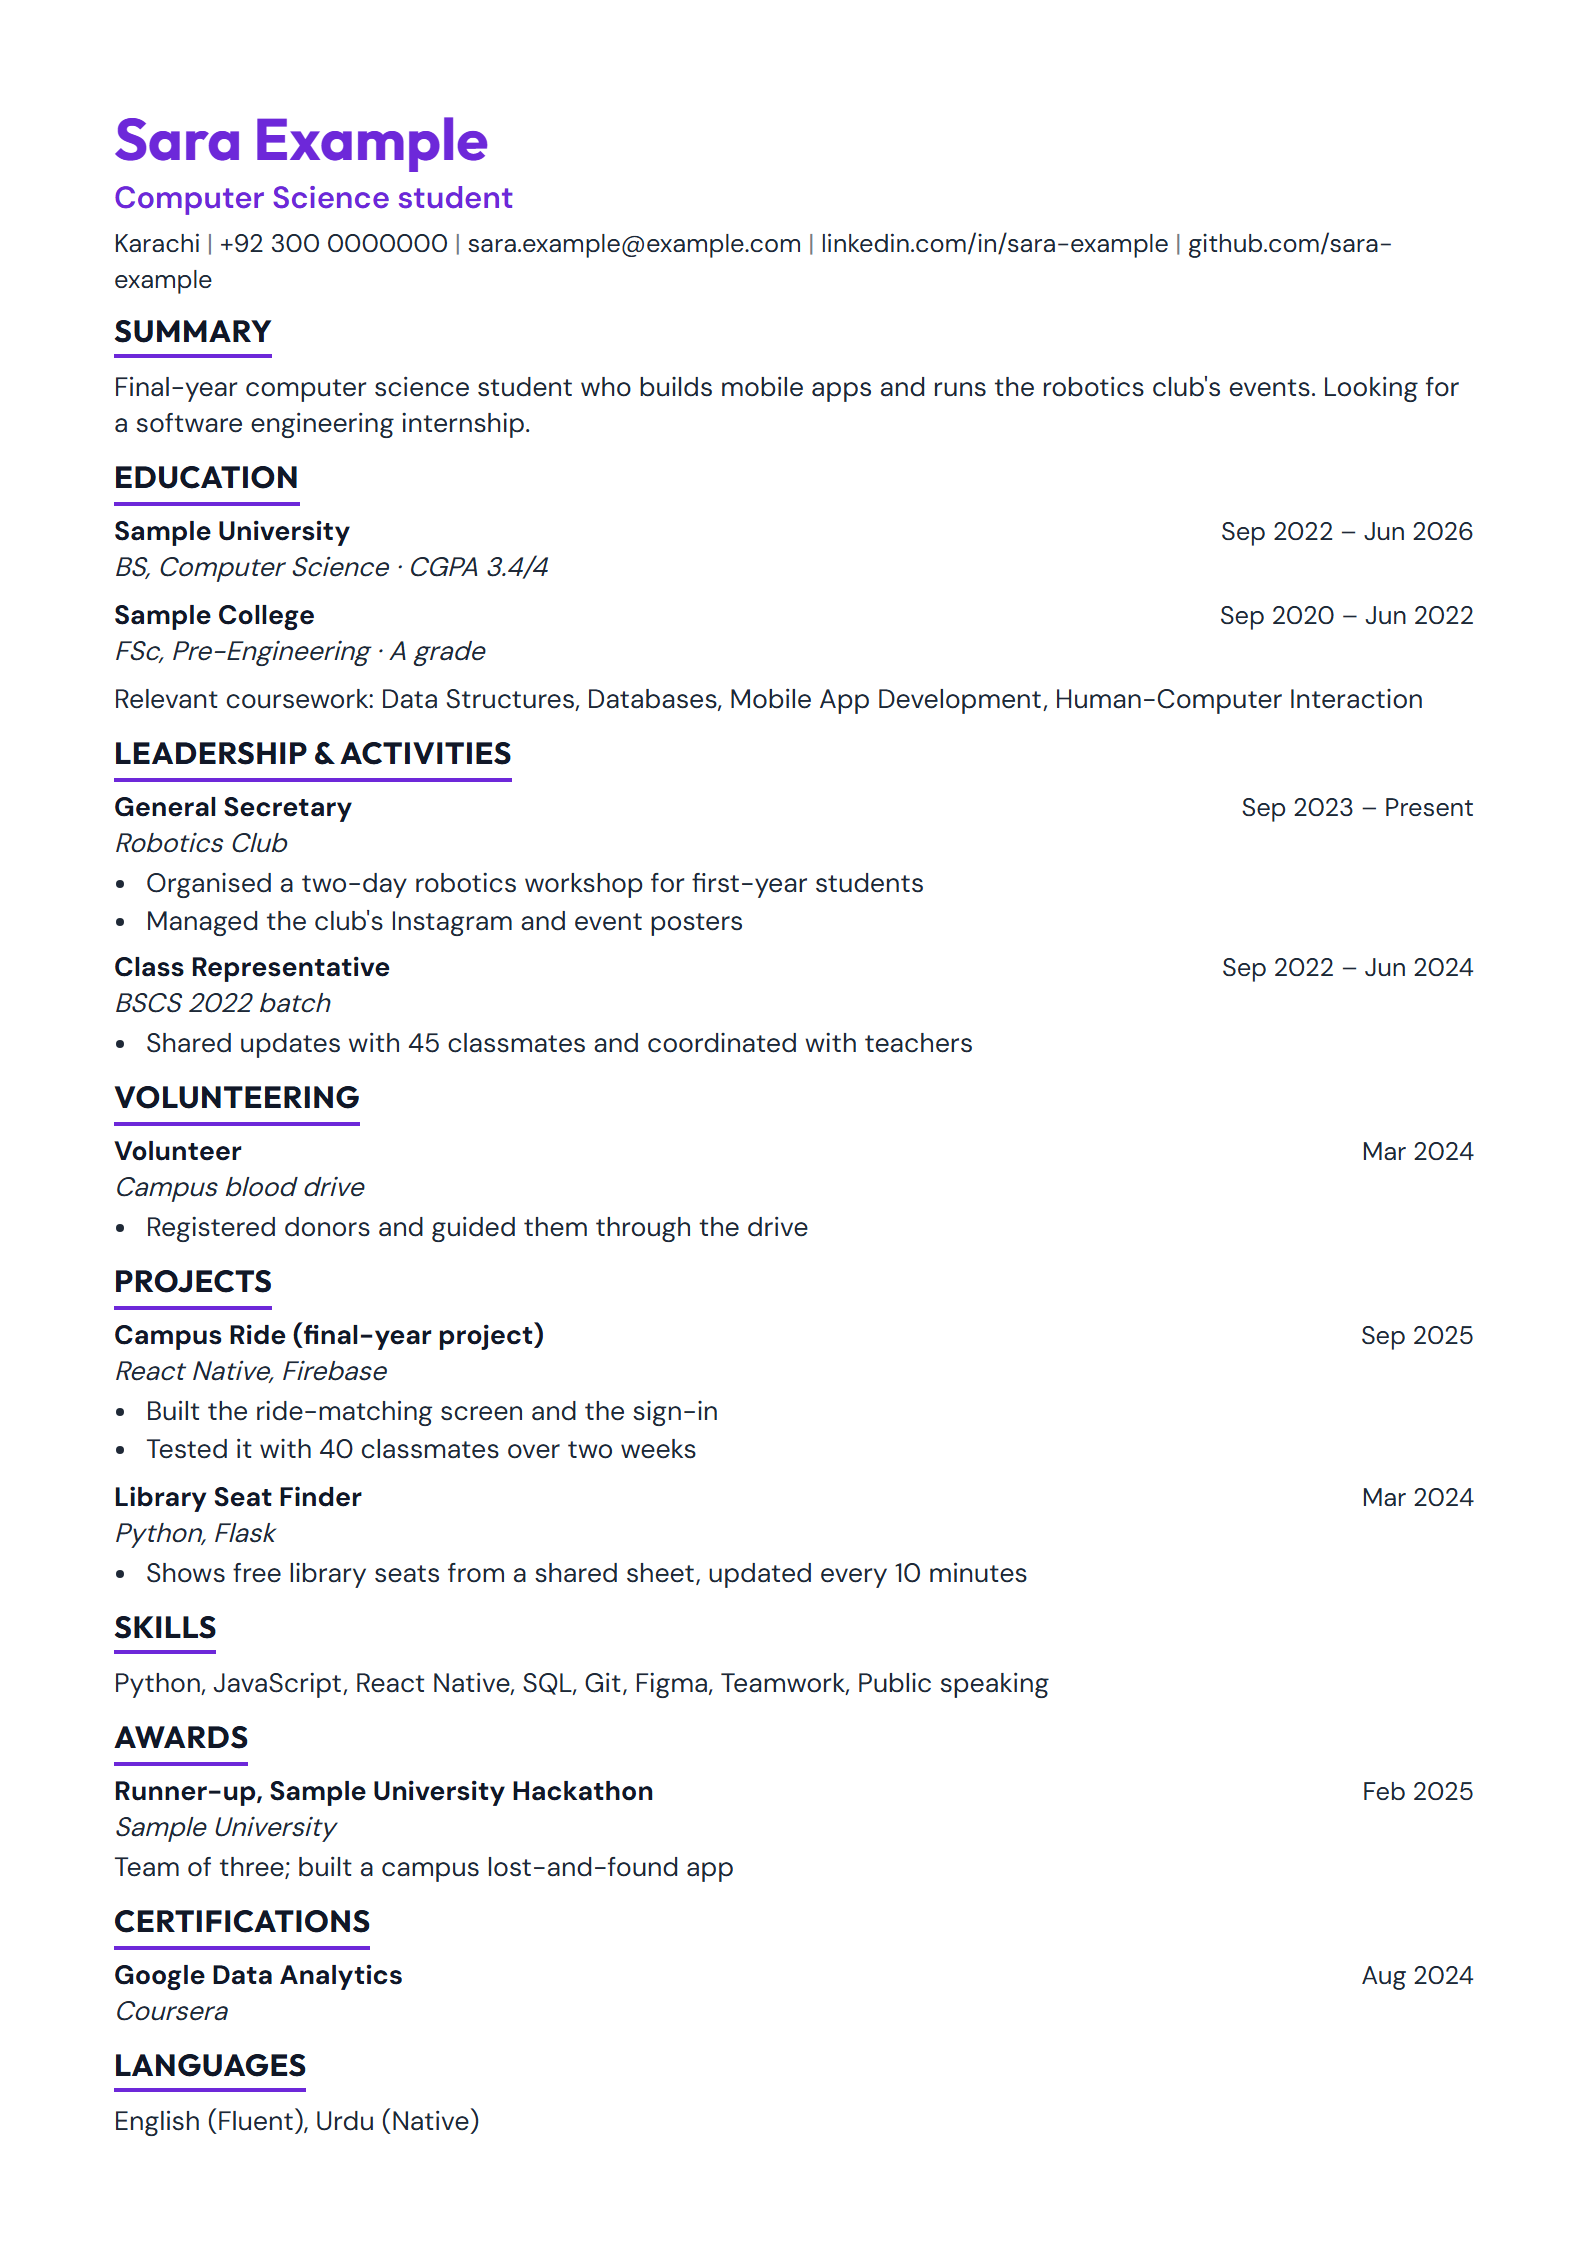 Sara Example
Computer Science student
Karachi | +92 300 0000000 | sara.example@example.com | linkedin.com/in/sara-example | github.com/sara-
example
SUMMARY
Final-year computer science student who builds mobile apps and runs the robotics club's events. Looking for
a software engineering internship.
EDUCATION
Sample University Sep 2022 – Jun 2026
BS, Computer Science · CGPA 3.4/4
Sample College Sep 2020 – Jun 2022
FSc, Pre-Engineering · A grade
Relevant coursework: Data Structures, Databases, Mobile App Development, Human-Computer Interaction
LEADERSHIP & ACTIVITIES
General Secretary Sep 2023 – Present
Robotics Club
• Organised a two-day robotics workshop for first-year students
• Managed the club's Instagram and event posters
Class Representative Sep 2022 – Jun 2024
BSCS 2022 batch
• Shared updates with 45 classmates and coordinated with teachers
VOLUNTEERING
Volunteer Mar 2024
Campus blood drive
• Registered donors and guided them through the drive
PROJECTS
Campus Ride (final-year project) Sep 2025
React Native, Firebase
• Built the ride-matching screen and the sign-in
• Tested it with 40 classmates over two weeks
Library Seat Finder Mar 2024
Python, Flask
• Shows free library seats from a shared sheet, updated every 10 minutes
SKILLS
Python, JavaScript, React Native, SQL, Git, Figma, Teamwork, Public speaking
AWARDS
Runner-up, Sample University Hackathon Feb 2025
Sample University
Team of three; built a campus lost-and-found app
CERTIFICATIONS
Google Data Analytics Aug 2024
Coursera
LANGUAGES
English (Fluent), Urdu (Native)